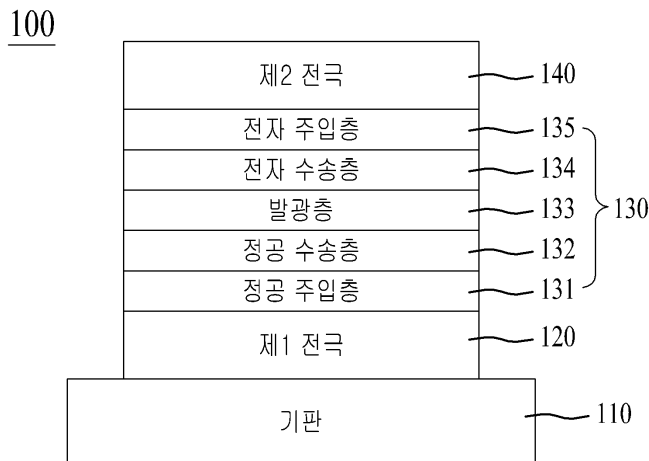 100
제2 전극 140
전자 주입층 135
전자 수송층 134
발광층 133
130
정공 수송층 132
정공 주입층 131
제1 전극 120
기판 110